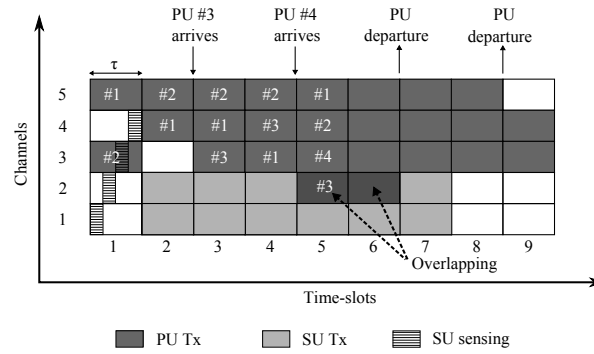 PU #3 PU #4 PU PU
arrives arrives departure departure
τ
5 #1 #2 #2 #2 #1
4 #1 #1 #3 #2
3 #2 #3 #1 #4
2 #3
1
1 2 3 4 5 6 7 8 9
Channels
Overlapping
Time-slots
PU Tx SU Tx SU sensing